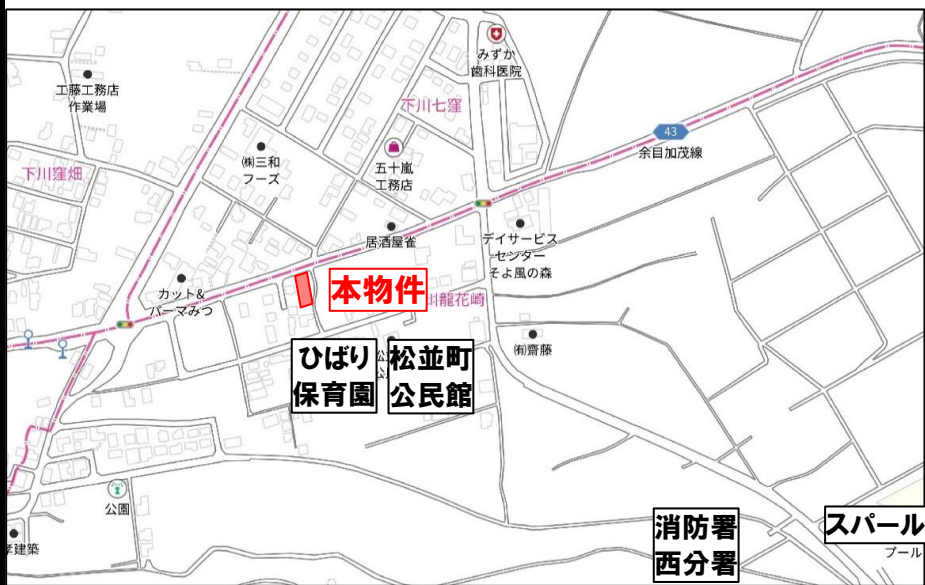 みずか
歯科医院
工藤工務店
作業場
下川七窪
43
余目加茂線
㈱三和
フーズ
五十嵐
工務店
下川窪畑
居酒屋雀
デイサービス
センター
そよ風の森
カット&
パーマみつ
本物件
龍花崎
㈲齋藤
ひばり
保育園
松並町
公民館
公園
消防署
西分署
スパール
プール
建築